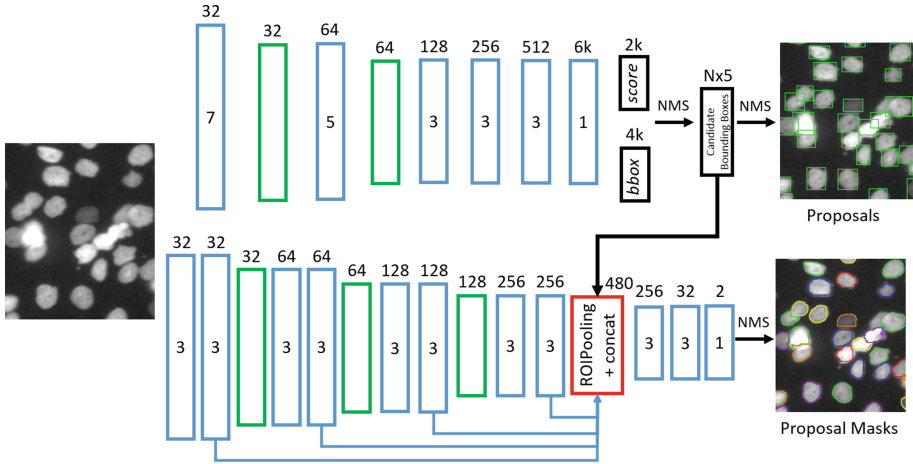 32
32
64
64
128
256
512
6k
2k
7
5
3
3
3
1
score
4k
bbox
NMS
Nx5
Candidate
Bounding Boxes
NMS
Proposals
32
32
32
64
64
64
128
128
128
256
256
480
256
32
2
3
3
3
3
3
3
3
3
ROIPooling
+ concat
3
3
1
NMS
Proposal Masks